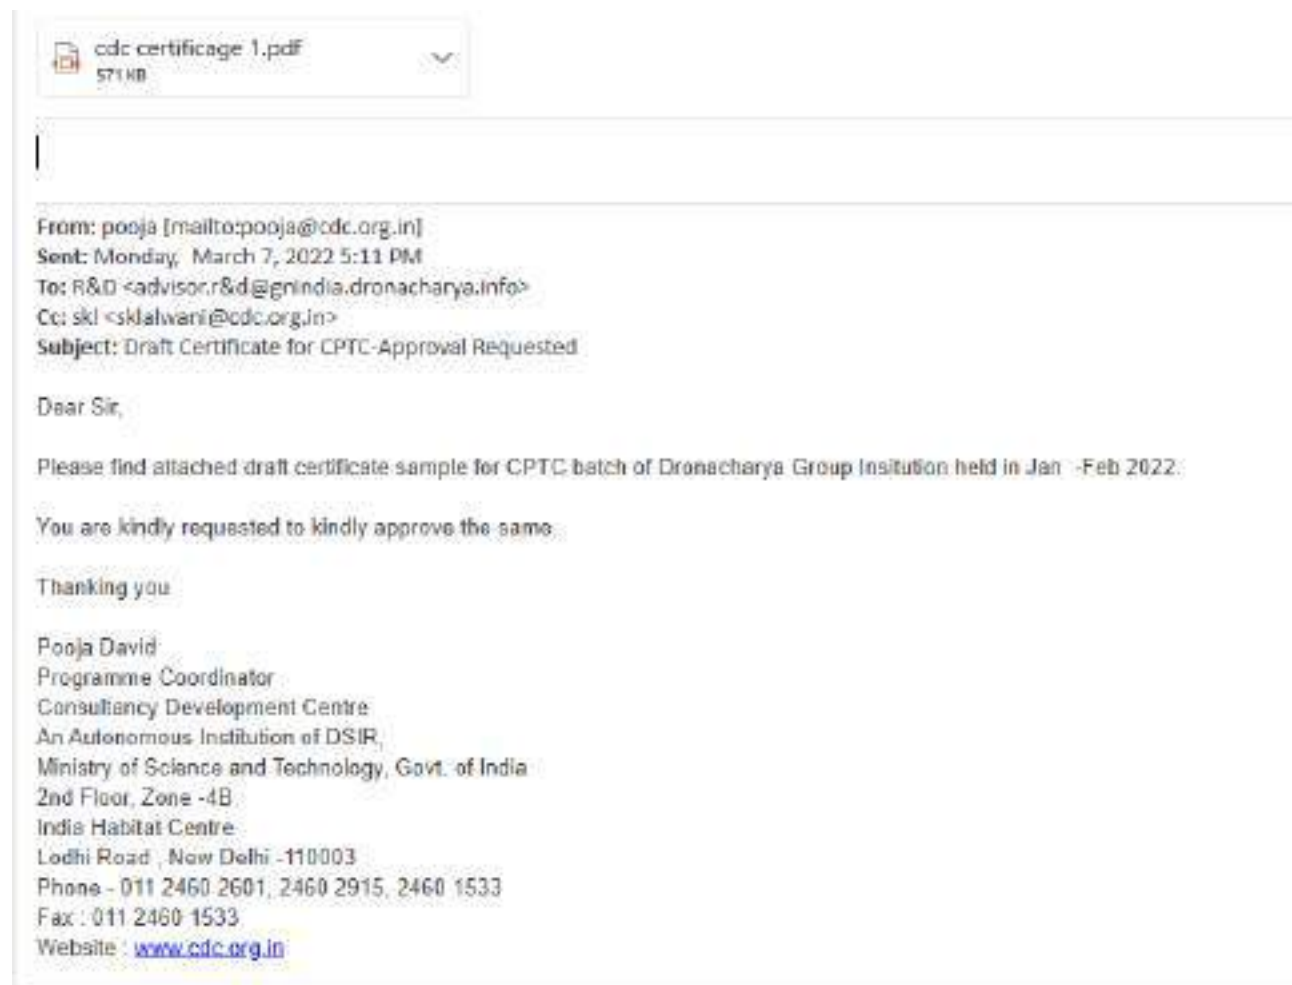 cdc certificage 1.pdf
571 KB
From: pooja [mailto:pooja@cdc.org.in]
Sent: Monday, March 7, 2022 5:11 PM
To: R&D <advisor.r&d@gnindia.dronacharya.info>
Cc: skl <sklalwani@cdc.org.in>
Subject: Draft Certificate for CPTC-Approval Requested
Dear Sir,
Please find attached draft certificate sample for CPTC batch of Dronacharya Group Insitution held in Jan -Feb 2022.
You are kindly requested to kindly approve the same.
Thanking you
Pooja David
Programme Coordinator
Consultancy Development Centre
An Autonomous Institution of DSIR,
Ministry of Science and Technology, Govt. of India
2nd Floor, Zone -4B
India Habitat Centre
Lodhi Road , New Delhi -110003
Phone - 011 2460 2601, 2460 2915, 2460 1533
Fax : 011 2460 1533
Website : www.cdc.org.in